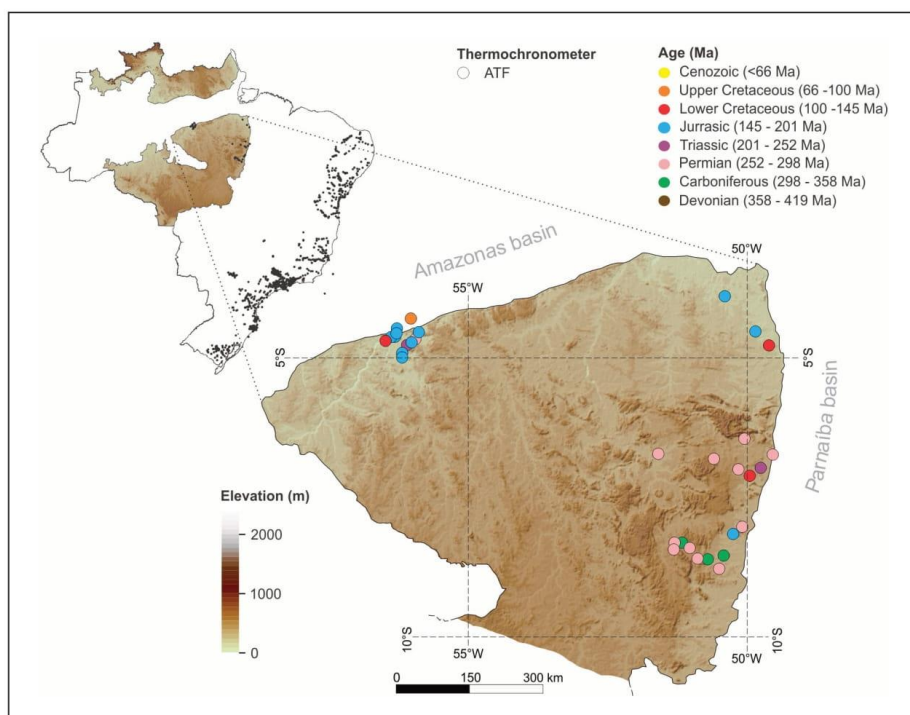 Thermochronometer
ATF
Age (Ma)
Cenozoic (<66 Ma)
Upper Cretaceous (66 -100 Ma)
Lower Cretaceous (100 -145 Ma)
Jurrasic (145 - 201 Ma)
Triassic (201 - 252 Ma)
Permian (252 - 298 Ma)
Carboniferous (298 - 358 Ma)
Devonian (358 - 419 Ma)
Amazonas basin
50°W
55°W
5°S
5°S
Parnaíba basin
Elevation (m)
2000
1000
0
10°S
55°W
50°W
10°S
0 150 300 km